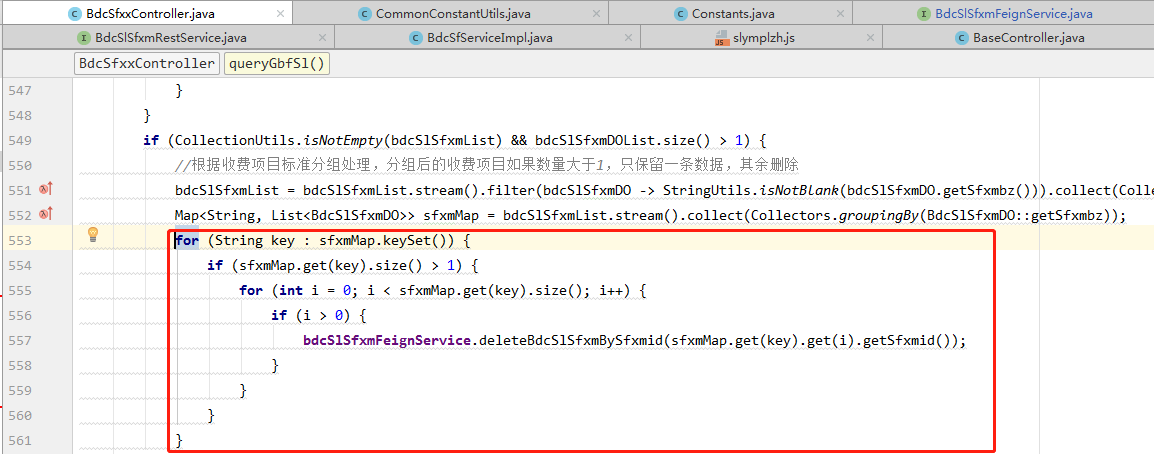 BdcSfxxController.java CommonConstantUtils.java Constants.java BdcSlSfxmFeignService.java
BdcSlSfxmRestService.java BdcSfServiceImpl.java slymplzh.js BaseController.java
BdcSfxxController queryGbfSl()
547 }
548 }
549 if (CollectionUtils.isNotEmpty(bdcSlSfxmList) && bdcSlSfxmDOList.size() > 1) {
550 //根据收费项目标准分组处理，分组后的收费项目如果数量大于1，只保留一条数据，其余删除
551 bdcSlSfxmList = bdcSlSfxmList.stream().filter(bdcSlSfxmDO -> StringUtils.isNotBlank(bdcSlSfxmDO.getSfxmbz())).collect(Colle
552 Map<String, List<BdcSlSfxmDO>> sfxmMap = bdcSlSfxmList.stream().collect(Collectors.groupingBy(BdcSlSfxmDO::getSfxmbz));
553 for (String key : sfxmMap.keySet()) {
554 if (sfxmMap.get(key).size() > 1) {
555 for (int i = 0; i < sfxmMap.get(key).size(); i++) {
556 if (i > 0) {
557 bdcSlSfxmFeignService.deleteBdcSlSfxmBySfxmid(sfxmMap.get(key).get(i).getSfxmid());
558 }
559 }
560 }
561 }